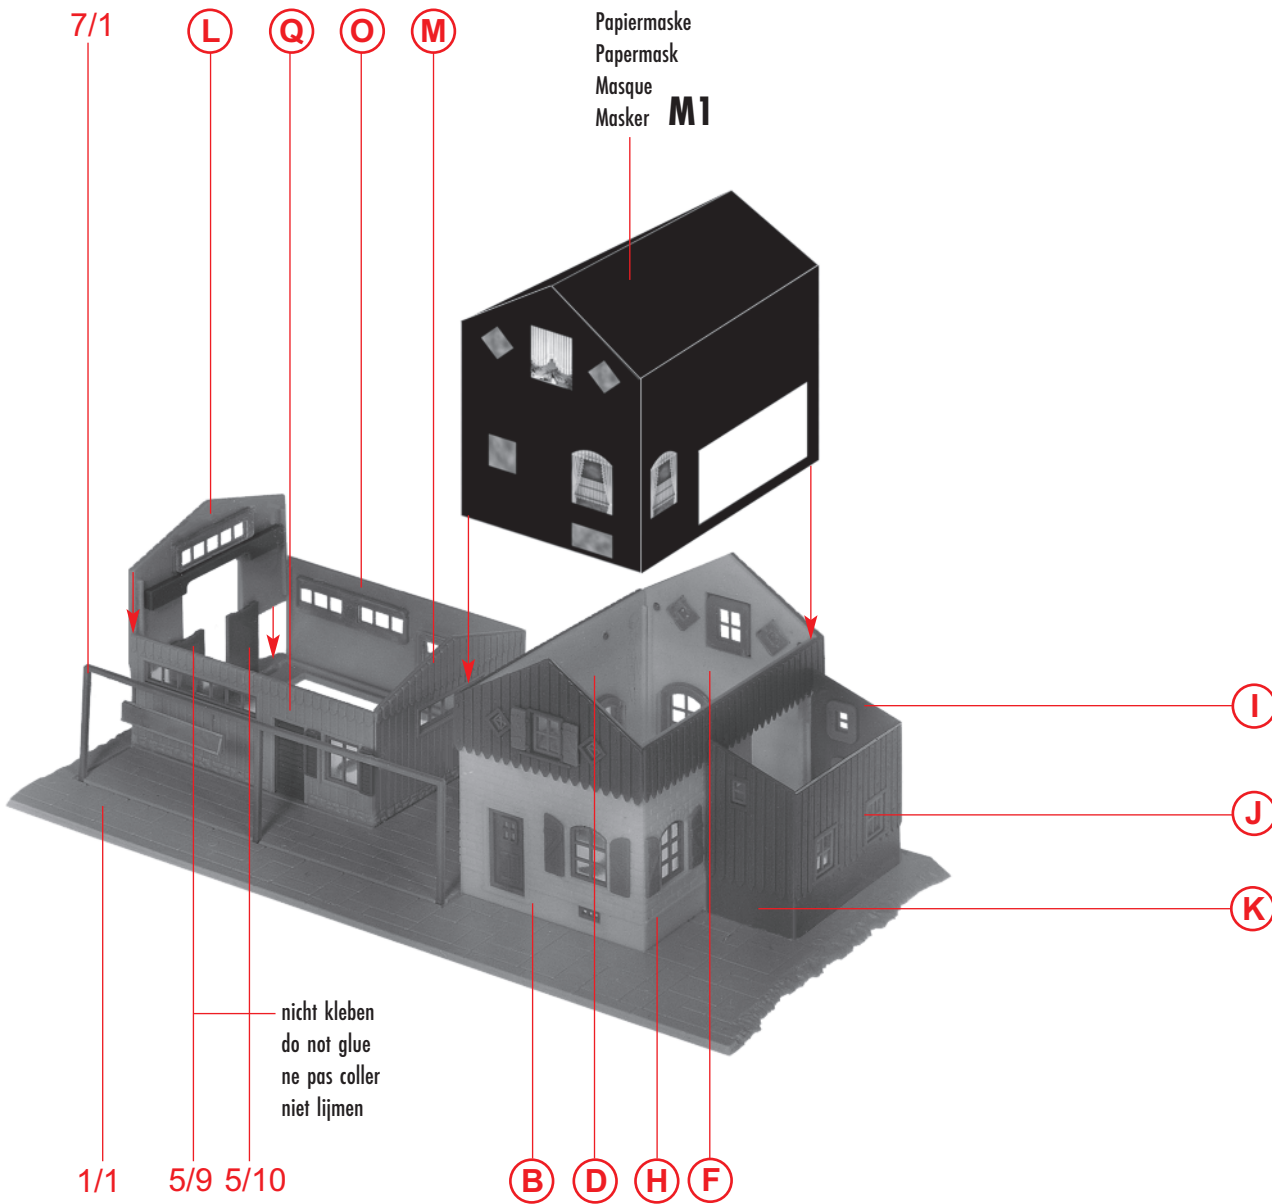 7/1
L
Q
O
M
Papiermaske
Papermask
Masque
Masker M1
I
J
K
nicht kleben
do not glue
ne pas coller
niet lijmen
1/1
5/9
5/10
B
D
H
F